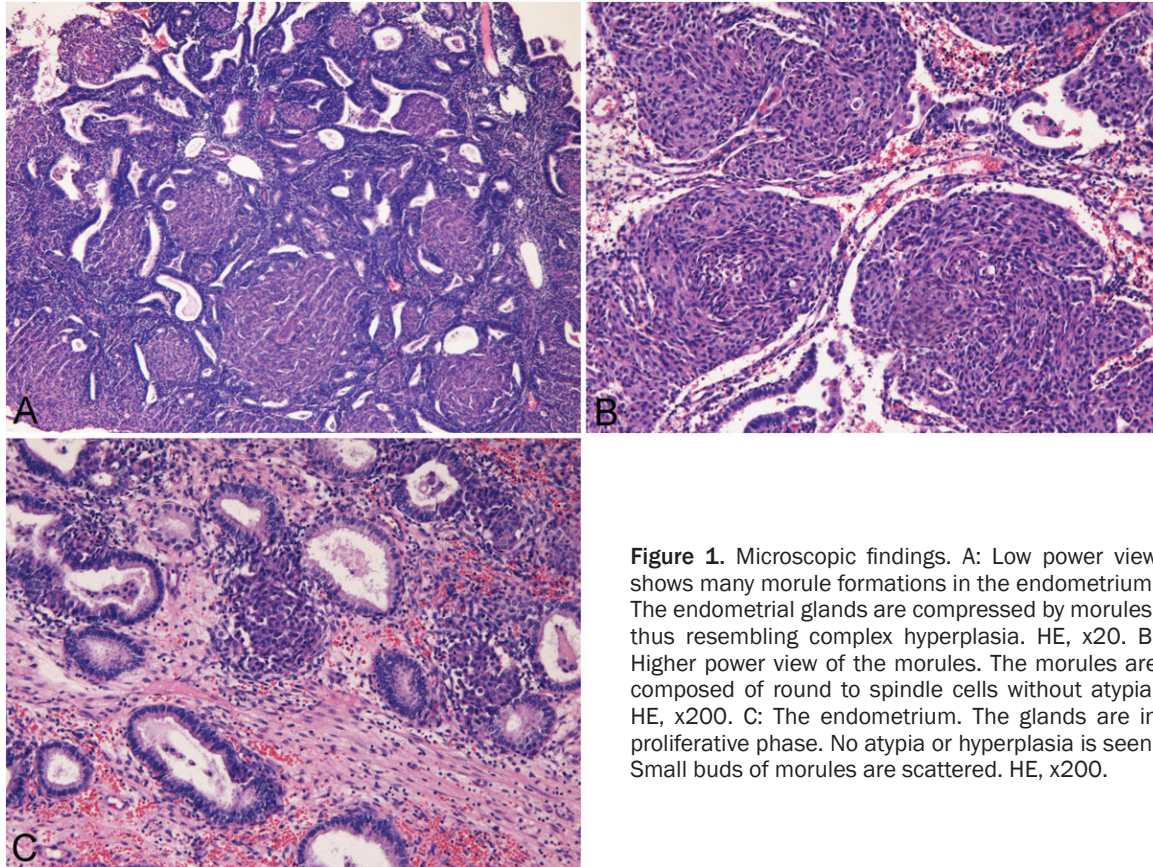 A
B
C
Figure 1. Microscopic findings. A: Low power view
shows many morule formations in the endometrium
The endometrial glands are compressed by morules
thus resembling complex hyperplasia. HE, x20. B
Higher power view of the morules. The morules are
composed of round to spindle cells without atypia
HE, x200. C: The endometrium. The glands are in
proliferative phase. No atypia or hyperplasia is seen
Small buds of morules are scattered. HE, x200.